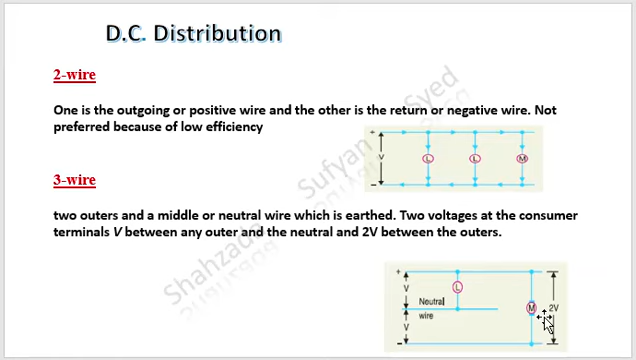 D.C. Distribution
2-wire
One is the outgoing or positive wire and the other is the return or negative wire. Not
preferred because of low efficiency
+
V
L
L
M
−
3-wire
two outers and a middle or neutral wire which is earthed. Two voltages at the consumer
terminals V between any outer and the neutral and 2V between the outers.
+
V
L
Neutral
wire
M
2V
V
−
Syed
Sufyan
Shahzada